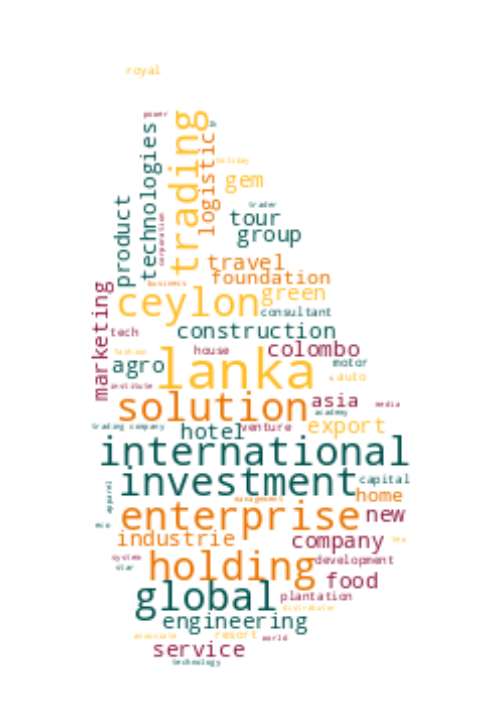 royal
power
trading
technologies
logistic
holiday
gem
product
corporation
trader
tour
group
travel
foundation
business
green
marketing
ceylon
consultant
tech
construction
fashion
house
colombo
agro
lanka
motor
auto
institute
solution
asia
media
academy
trading company
hotel
venture
export
international
investment
capital
apparel
management
home
eco
enterprise
new
industrie
company
tea
system
holding
development
star
food
global
plantation
distributor
engineering
associate
resort
world
service
technology